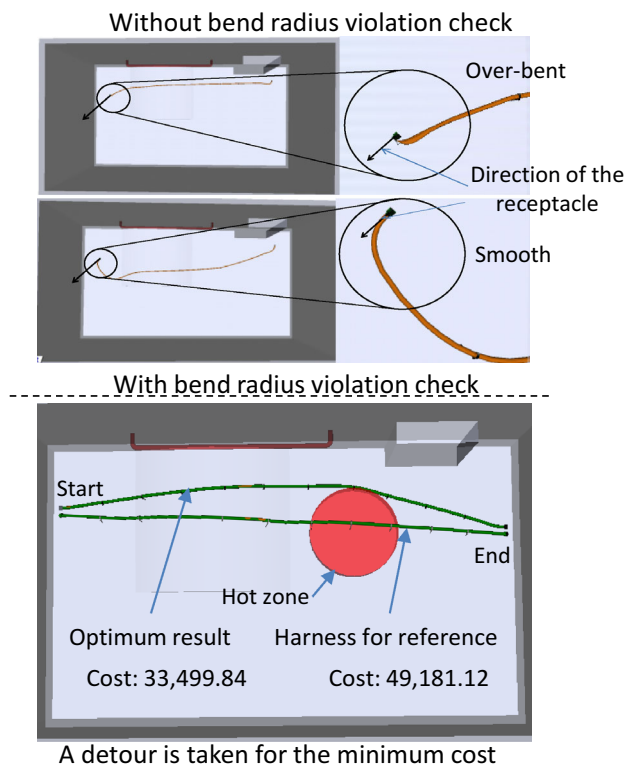 Without bend radius violation check
Over-bent
Direction of the
receptacle
Smooth
With bend radius violation check
Start
End
Hot zone
Optimum result
Harness for reference
Cost: 33,499.84
Cost: 49,181.12
A detour is taken for the minimum cost